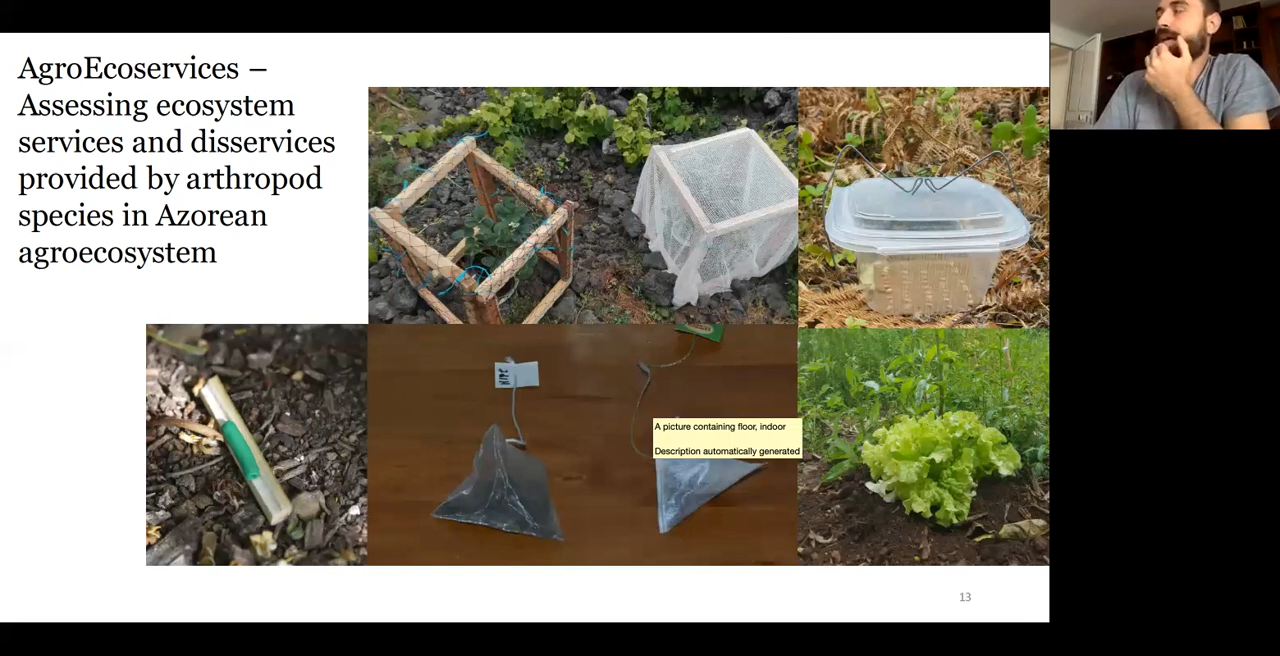 AgroEcoservices –
Assessing ecosystem
services and disservices
provided by arthropod
species in Azorean
agroecosystem
A picture containing floor, indoor
Description automatically generated
13